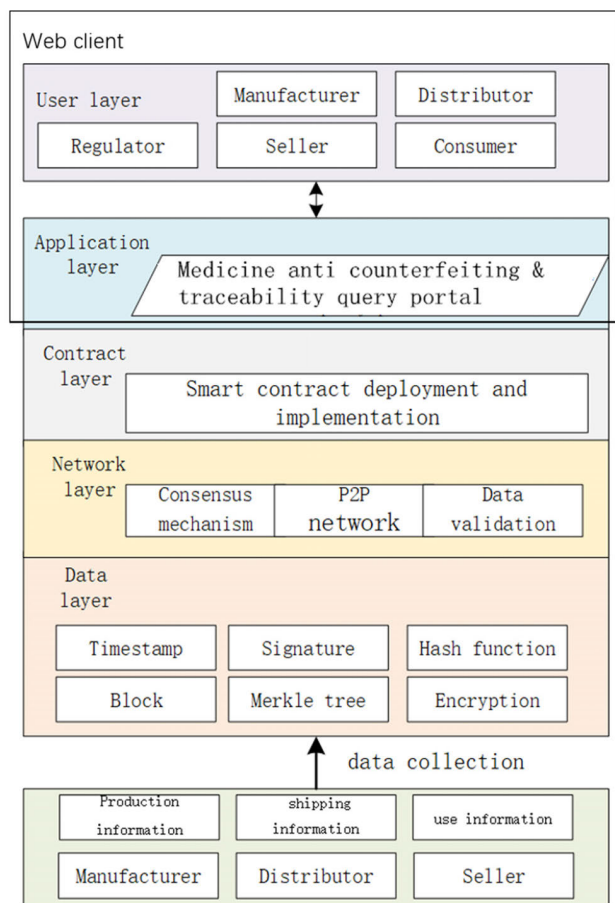 Web client
User layer
Manufacturer
Distributor
Regulator
Seller
Consumer
Application
layer
Medicine anti counterfeiting &
traceability query portal
Contract
layer
Smart contract deployment and
implementation
Network
layer
Consensus
mechanism
P2P
network
Data
validation
Data
layer
Timestamp
Signature
Hash function
Block
Merkle tree
Encryption
data collection
Production
information
shipping
information
use information
Manufacturer
Distributor
Seller